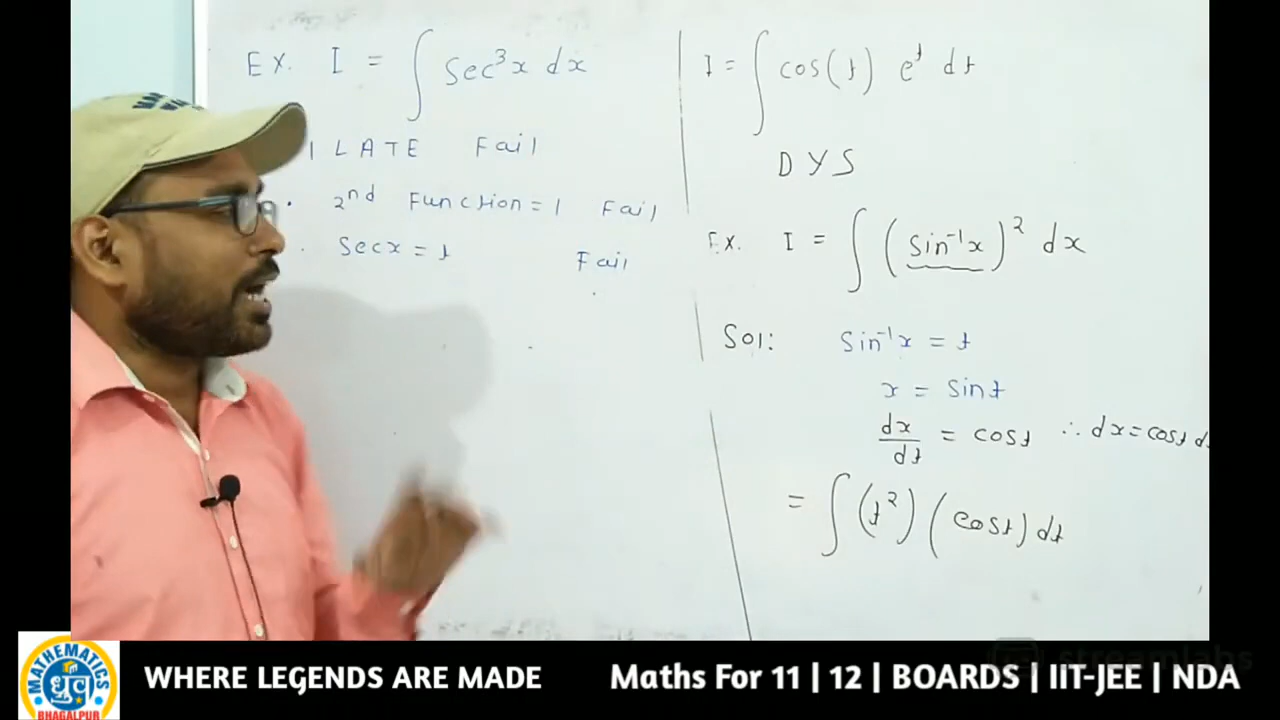 Ex. I = ∫ sec³x dx
ILATE Fail
2nd Function = 1 Fail
Secx = t Fail
I = ∫ cos(t) e^t dt
DYS
Ex. I = ∫ (sin⁻¹x)² dx
Sol: Sin⁻¹x = t
x = Sint
dx/dt = cost ∴ dx = cost d
= ∫ (t²) (cost) dt
MATHEMATICS
ध्रुव
BHAGALPUR
WHERE LEGENDS ARE MADE
Maths For 11 | 12 | BOARDS | IIT-JEE | NDA
streamlabs